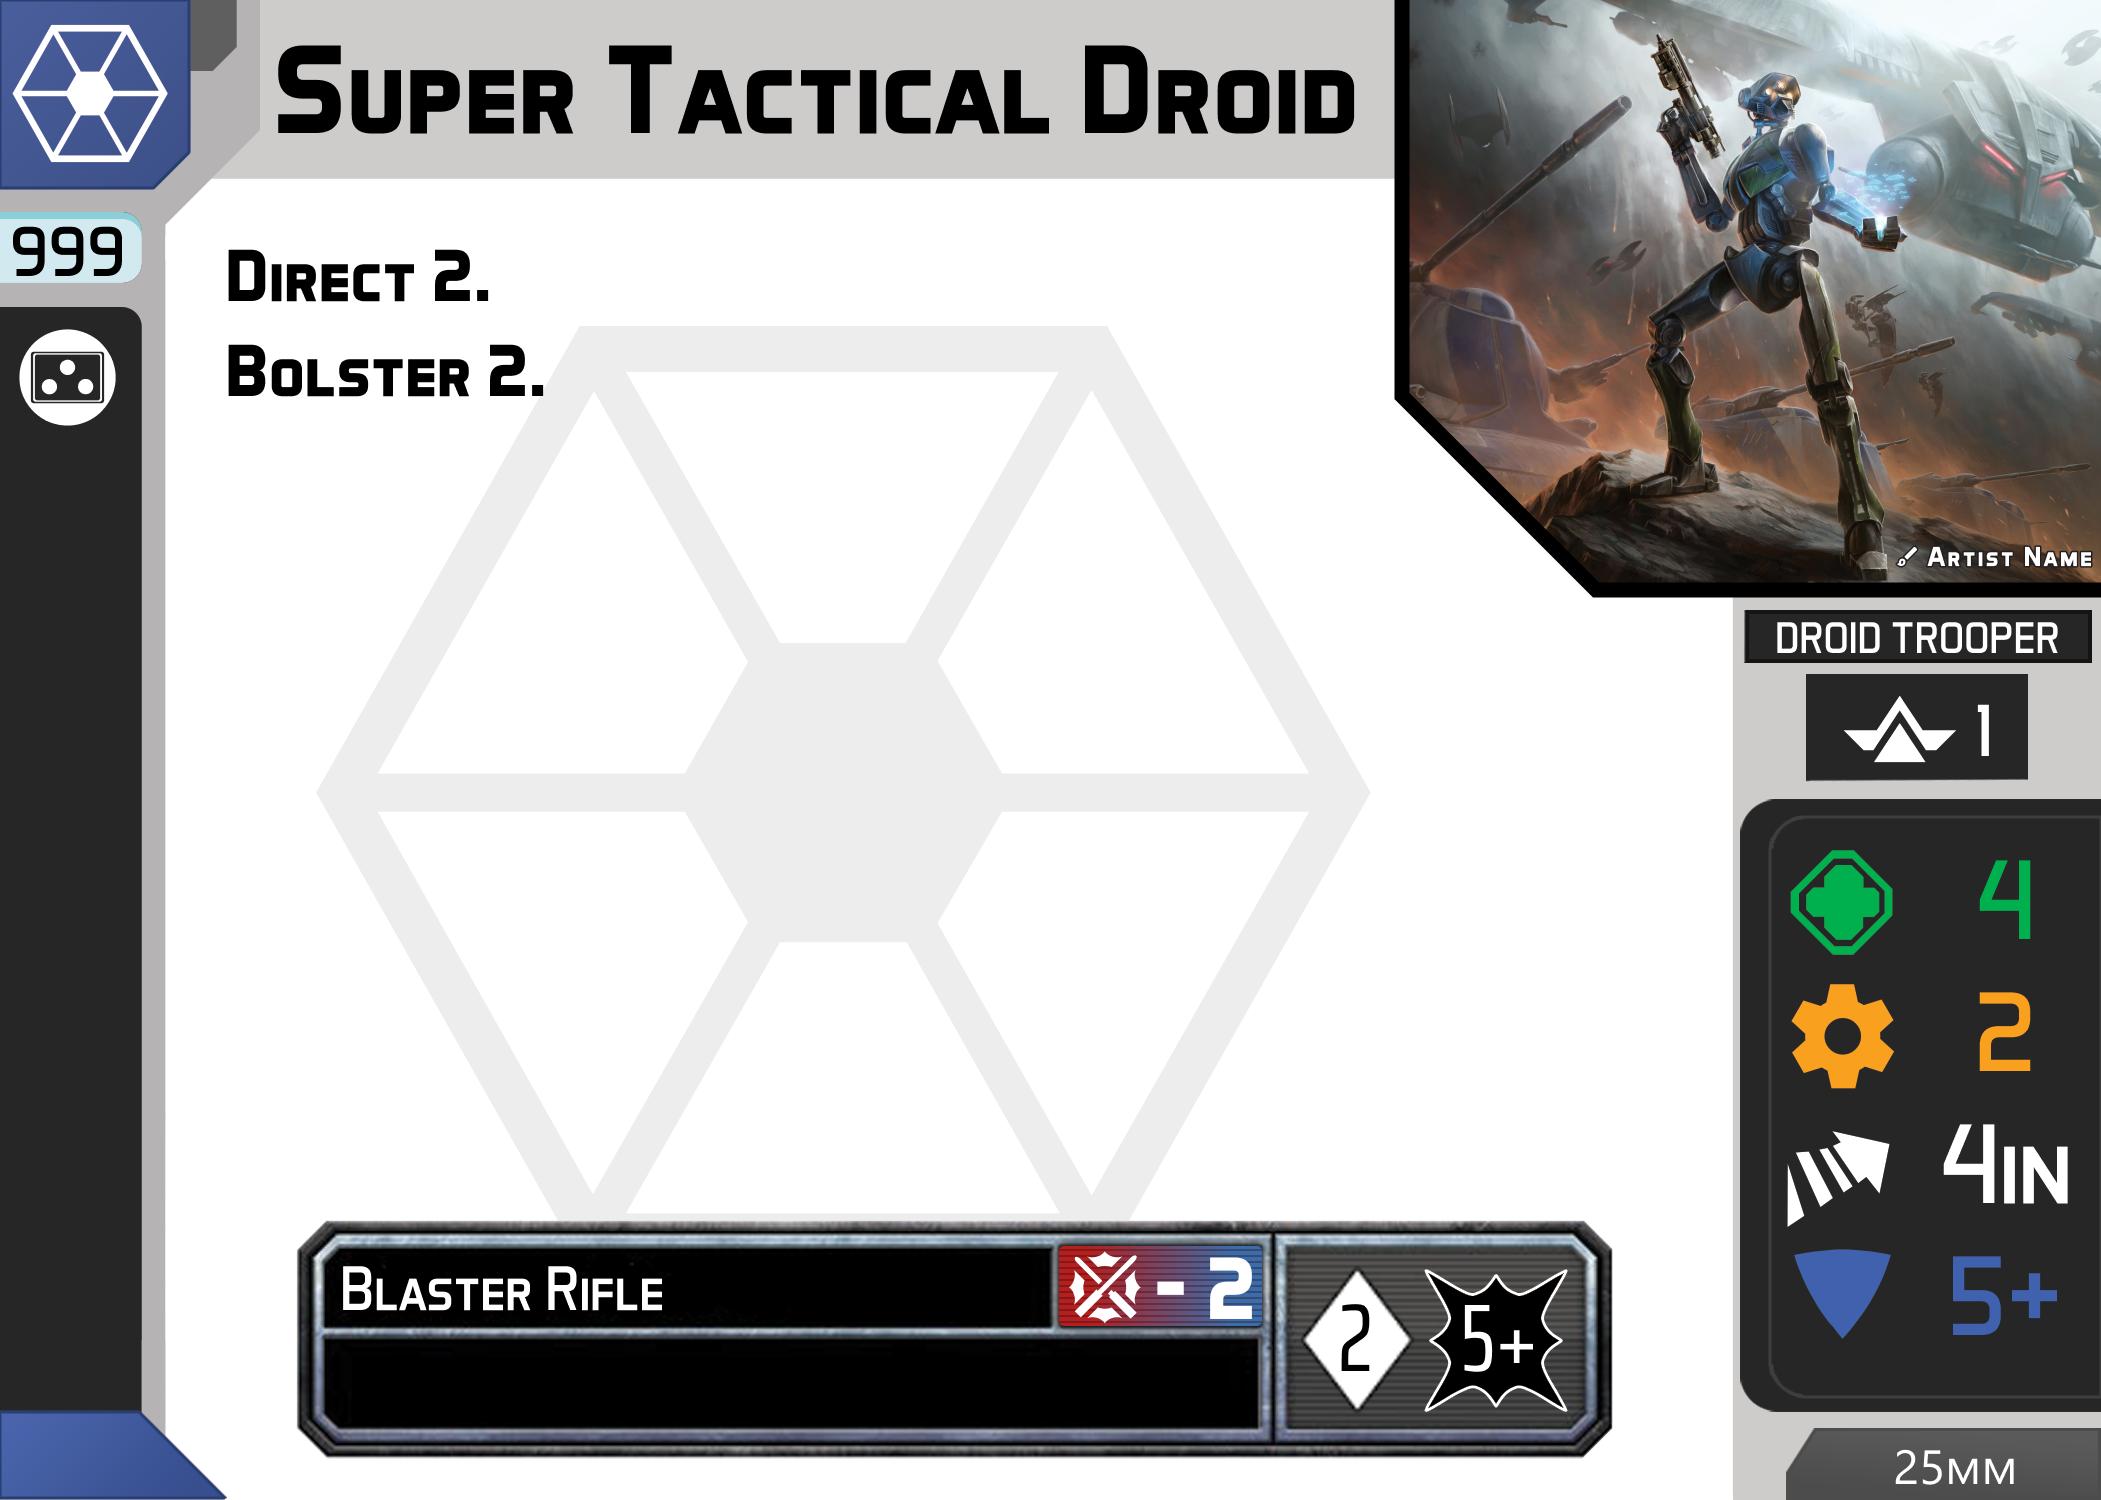 Super Tactical Droid
999
Direct 2.
Bolster 2.
Artist Name
DROID TROOPER
1
4
2
4IN
5+
Blaster Rifle
- 2
2
5+
25MM